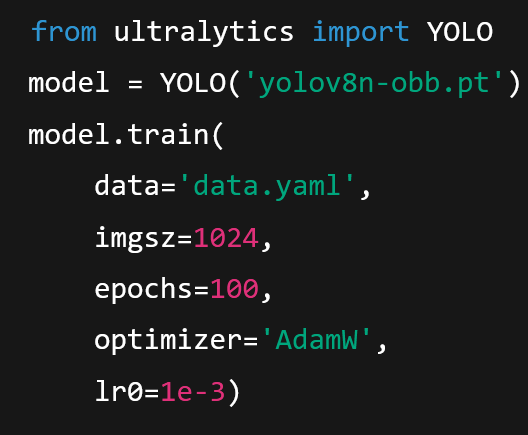 from ultralytics import YOLO
model = YOLO('yolov8n-obb.pt')
model.train(
    data='data.yaml',
    imgsz=1024,
    epochs=100,
    optimizer='AdamW',
    lr0=1e-3)